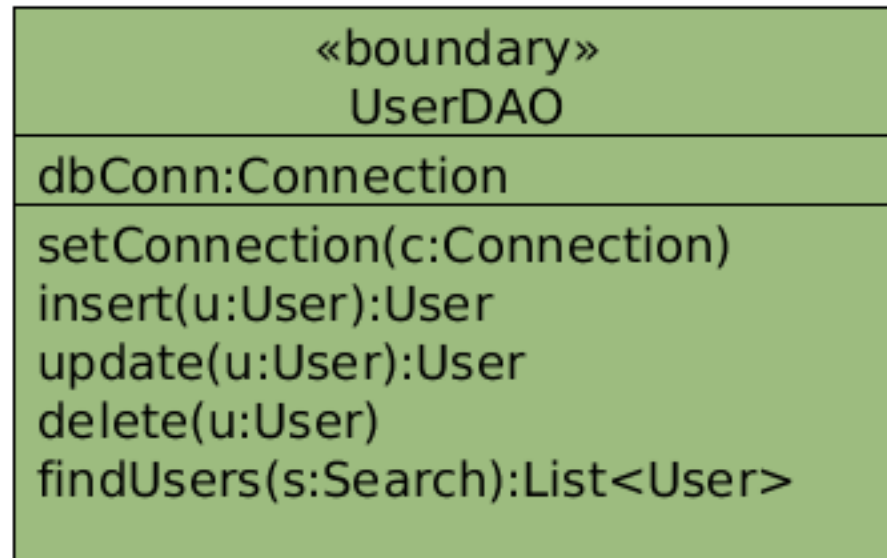 «boundary»
UserDAO
dbConn:Connection
setConnection(c:Connection)
insert(u:User):User
update(u:User):User
delete(u:User)
findUsers(s:Search):List<User>